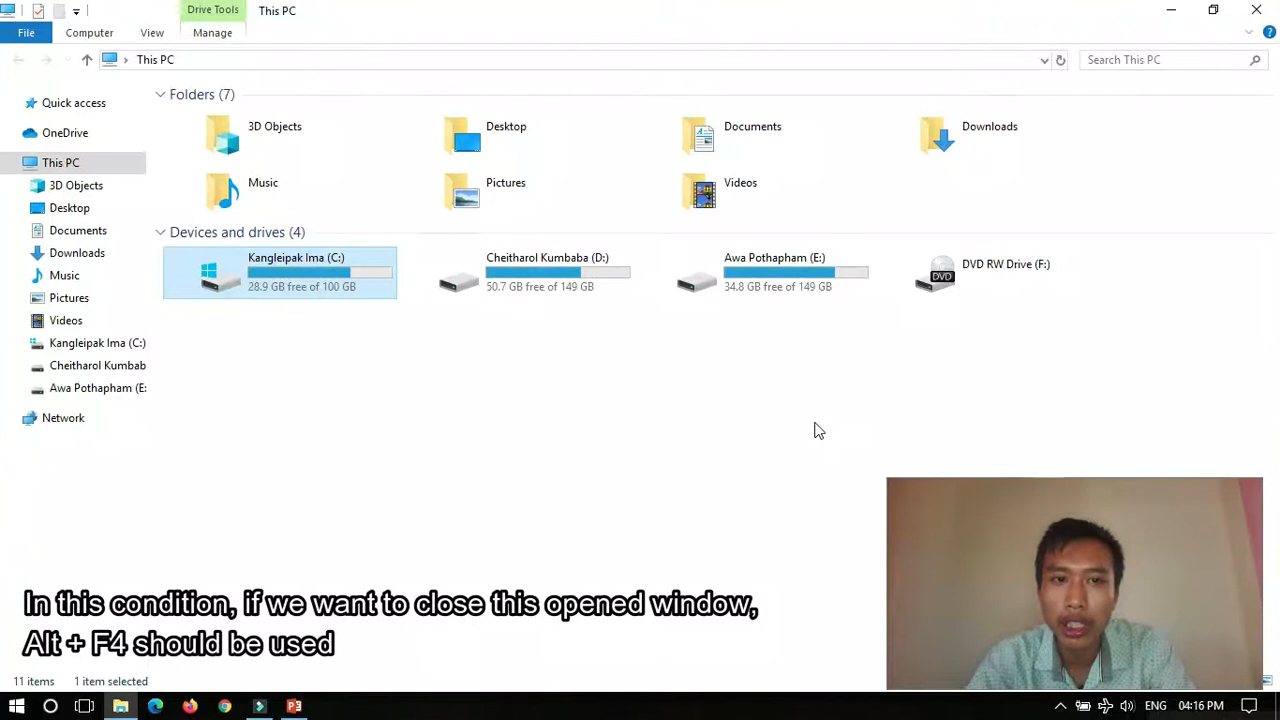 Drive Tools
This PC
File
Computer
View
Manage
This PC
Search This PC
Quick access
OneDrive
This PC
3D Objects
Desktop
Documents
Downloads
Music
Pictures
Videos
Kangleipak Ima (C:)
Cheitharol Kumbab
Awa Pothapham (E:
Network
Folders (7)
3D Objects
Desktop
Documents
Downloads
Music
Pictures
Videos
Devices and drives (4)
Kangleipak Ima (C:)
28.9 GB free of 100 GB
Cheitharol Kumbaba (D:)
50.7 GB free of 149 GB
Awa Pothapham (E:)
34.8 GB free of 149 GB
DVD
DVD RW Drive (F:)
In this condition, if we want to close this opened window,
Alt + F4 should be used
11 items
1 item selected
ENG
04:16 PM